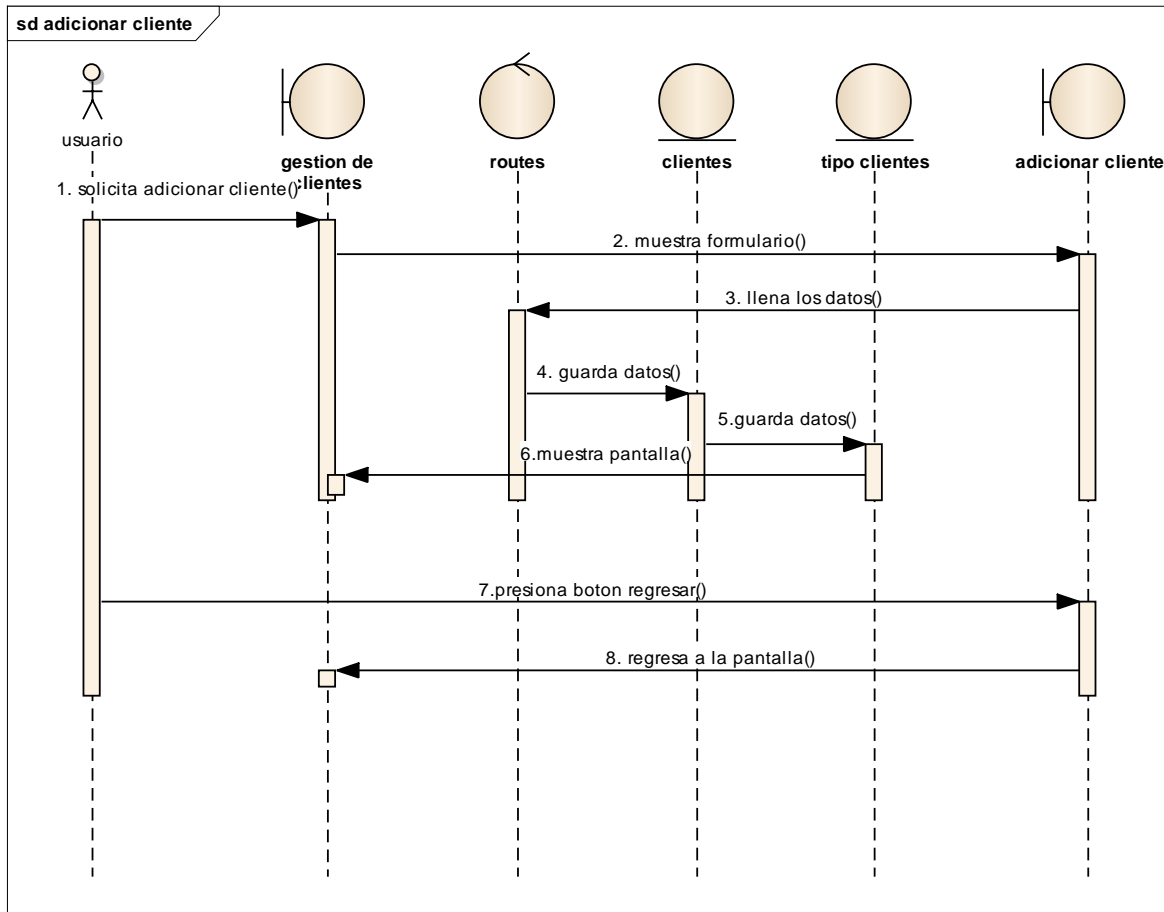 sd adicionar cliente
usuario
gestion de
clientes
routes
clientes
tipo clientes
adicionar cliente
1. solicita adicionar cliente()
2. muestra formulario()
3. llena los datos()
4. guarda datos()
5.guarda datos()
6.muestra pantalla()
7.presiona boton regresar()
8. regresa a la pantalla()